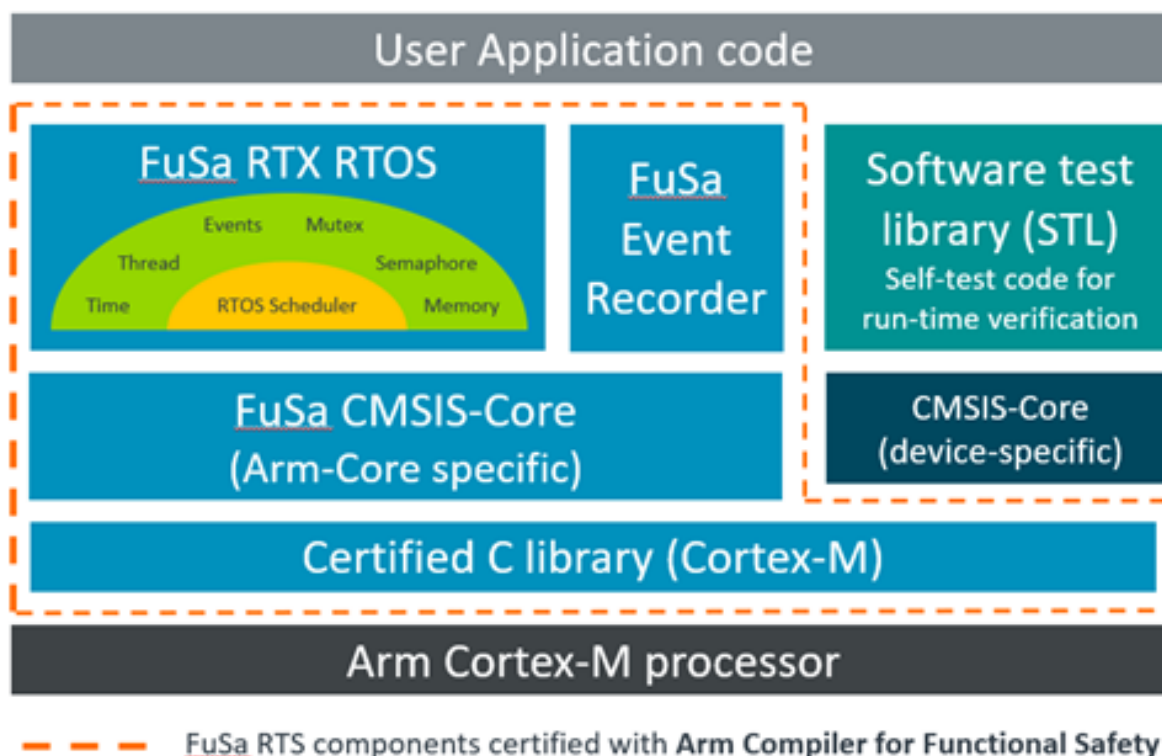 User Application code
FuSa RTX RTOS
Events
Mutex
Thread
Semaphore
Time
RTOS Scheduler
Memory
FuSa
Event
Recorder
Software test
library (STL)
Self-test code for
run-time verification
FuSa CMSIS-Core
(Arm-Core specific)
CMSIS-Core
(device-specific)
Certified C library (Cortex-M)
Arm Cortex-M processor
FuSa RTS components certified with Arm Compiler for Functional Safety